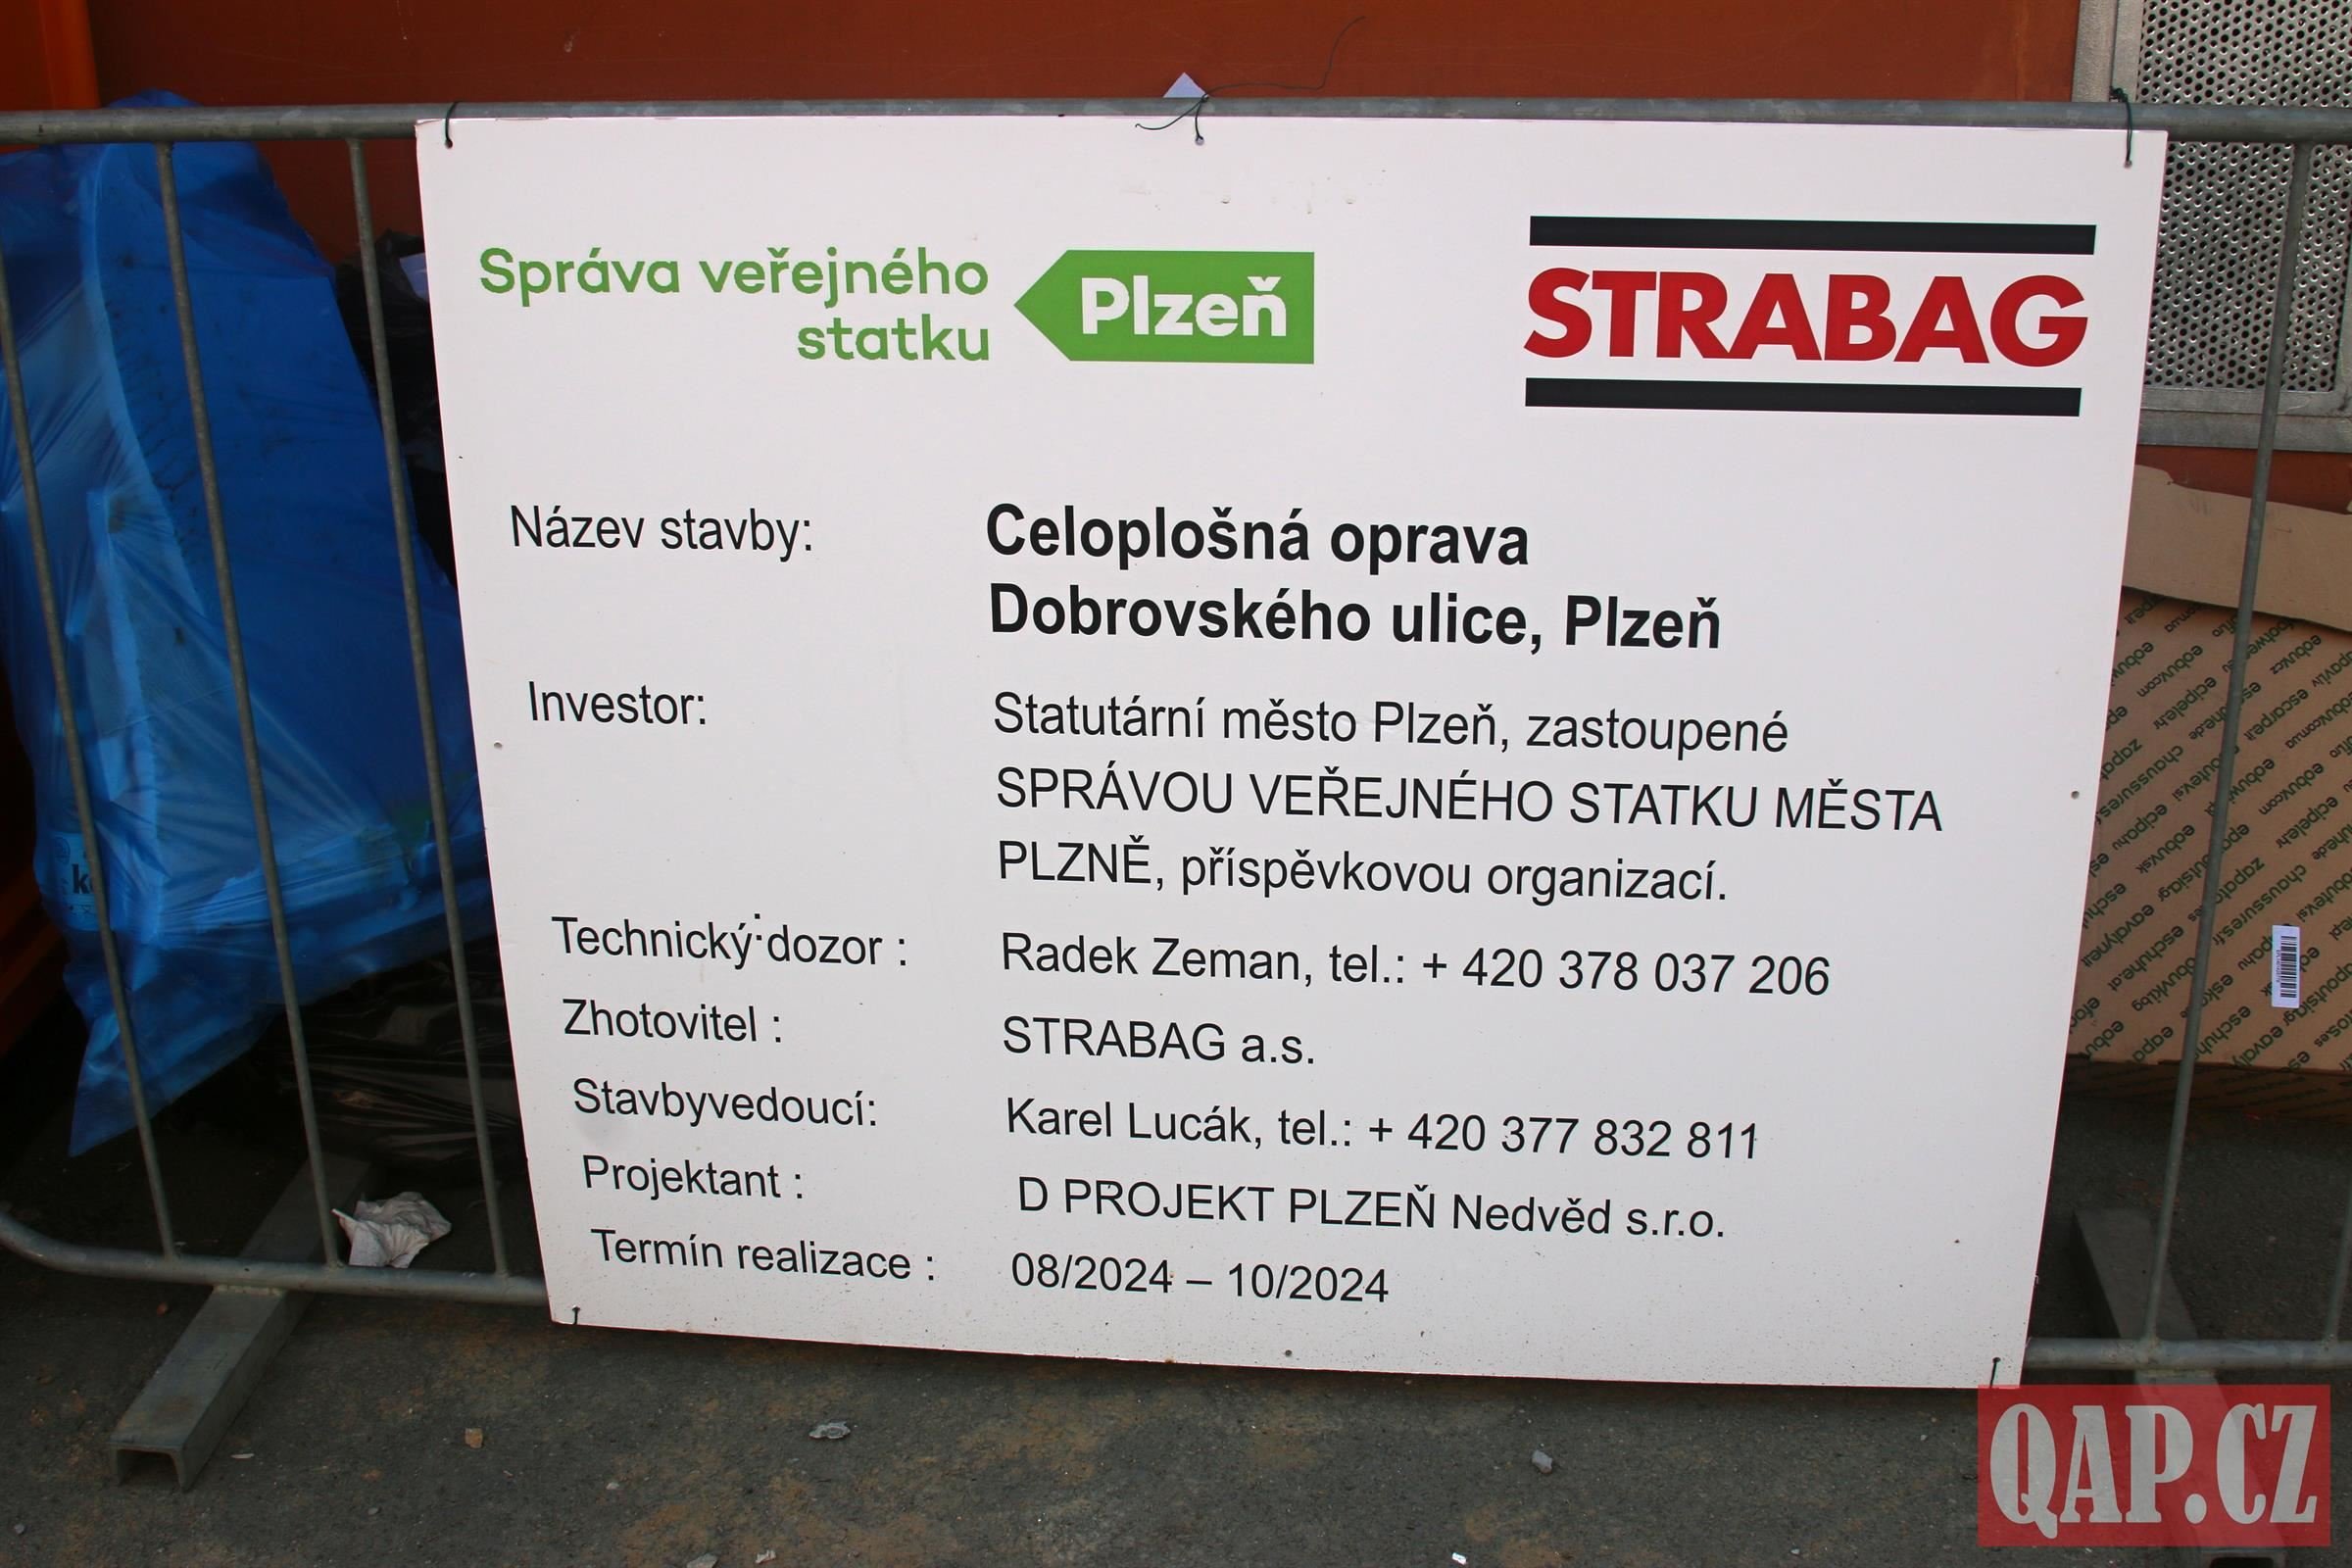 Správa veřejného
statku
Plzeň
STRABAG
Název stavby: Celoplošná oprava
Dobrovského ulice, Plzeň
Investor: Statutární město Plzeň, zastoupené
SPRÁVOU VEŘEJNÉHO STATKU MĚSTA
PLZNĚ, příspěvkovou organizací.
Technický dozor : Radek Zeman, tel.: + 420 378 037 206
Zhotovitel : STRABAG a.s.
Stavbyvedoucí: Karel Lucák, tel.: + 420 377 832 811
Projektant : D PROJEKT PLZEŇ Nedvěd s.r.o.
Termín realizace : 08/2024 – 10/2024
QAP.CZ